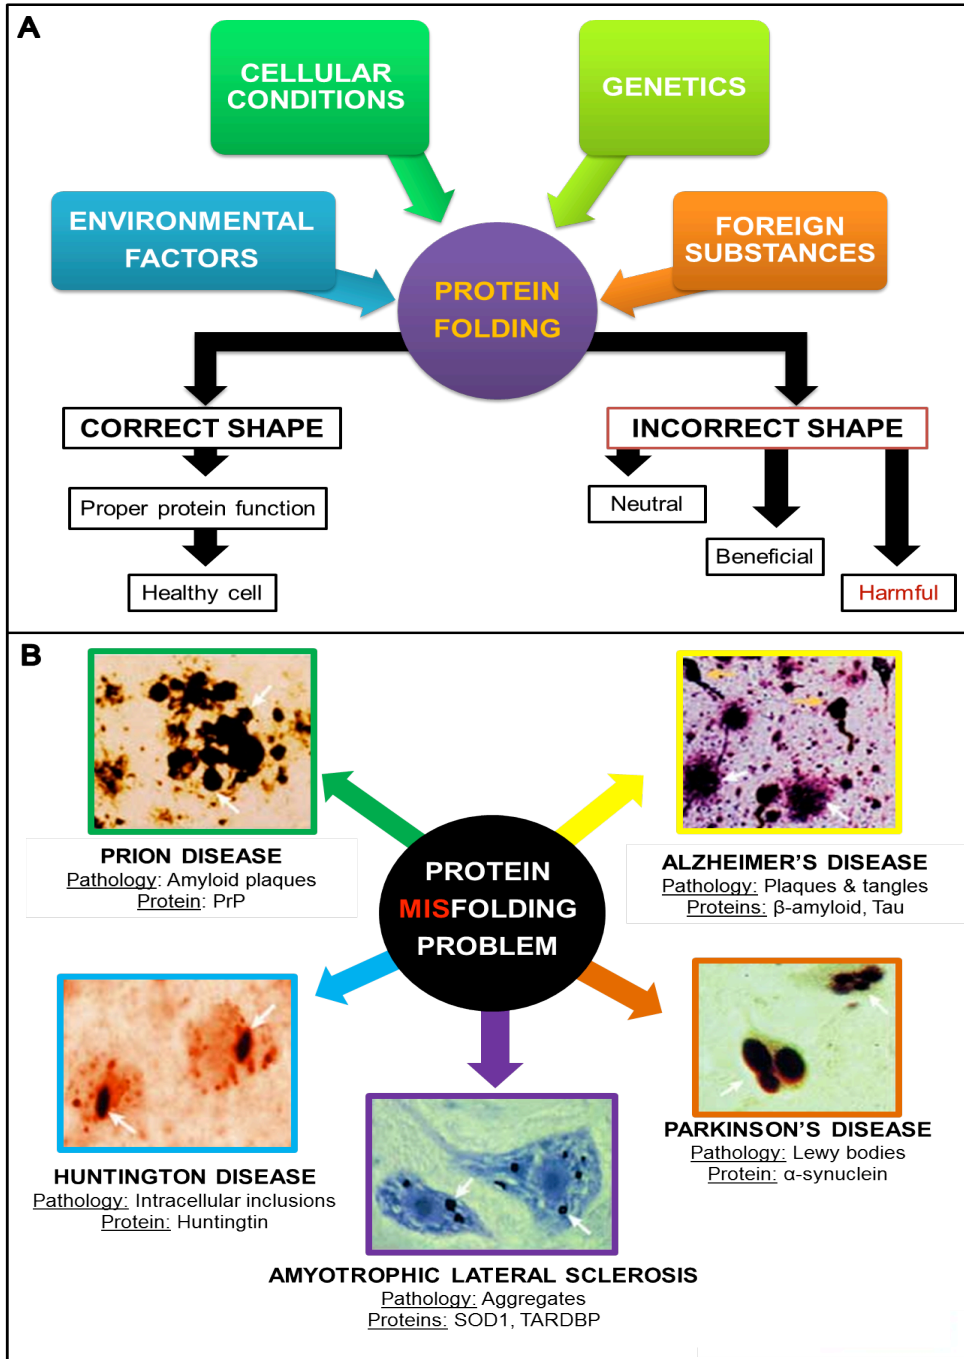 A
CELLULAR
CONDITIONS
GENETICS
ENVIRONMENTAL
FACTORS
FOREIGN
SUBSTANCES
PROTEIN
FOLDING
CORRECT SHAPE
INCORRECT SHAPE
Proper protein function
Neutral
Beneficial
Healthy cell
Harmful
B
PRION DISEASE
Pathology: Amyloid plaques
Protein: PrP
ALZHEIMER'S DISEASE
Pathology: Plaques & tangles
Proteins: β-amyloid, Tau
PROTEIN
MISFOLDING
PROBLEM
HUNTINGTON DISEASE
Pathology: Intracellular inclusions
Protein: Huntingtin
PARKINSON'S DISEASE
Pathology: Lewy bodies
Protein: α-synuclein
AMYOTROPHIC LATERAL SCLEROSIS
Pathology: Aggregates
Proteins: SOD1, TARDBP